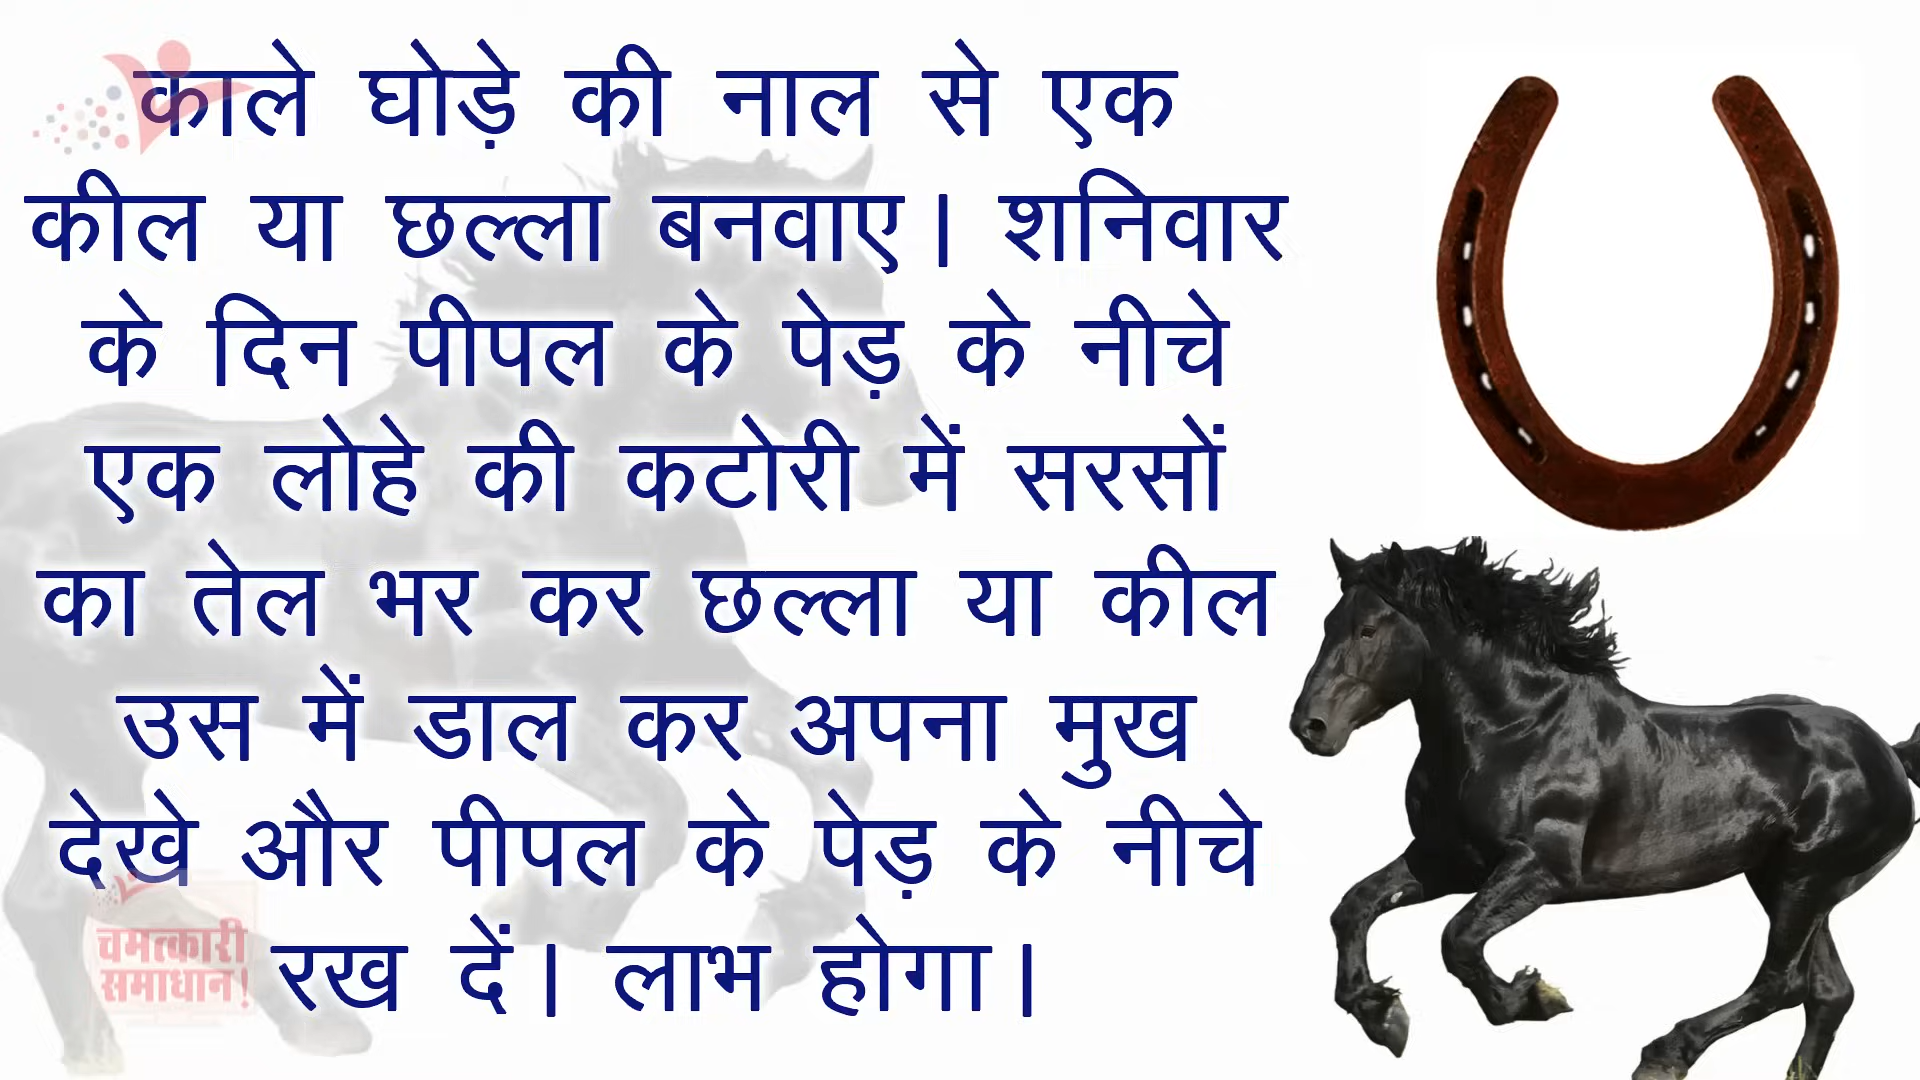 काले घोड़े की नाल से एक
कील या छल्ला बनवाए। शनिवार
के दिन पीपल के पेड़ के नीचे
एक लोहे की कटोरी में सरसों
का तेल भर कर छल्ला या कील
उस में डाल कर अपना मुख
देखे और पीपल के पेड़ के नीचे
रख दें। लाभ होगा।
चमत्कारी
समाधान!